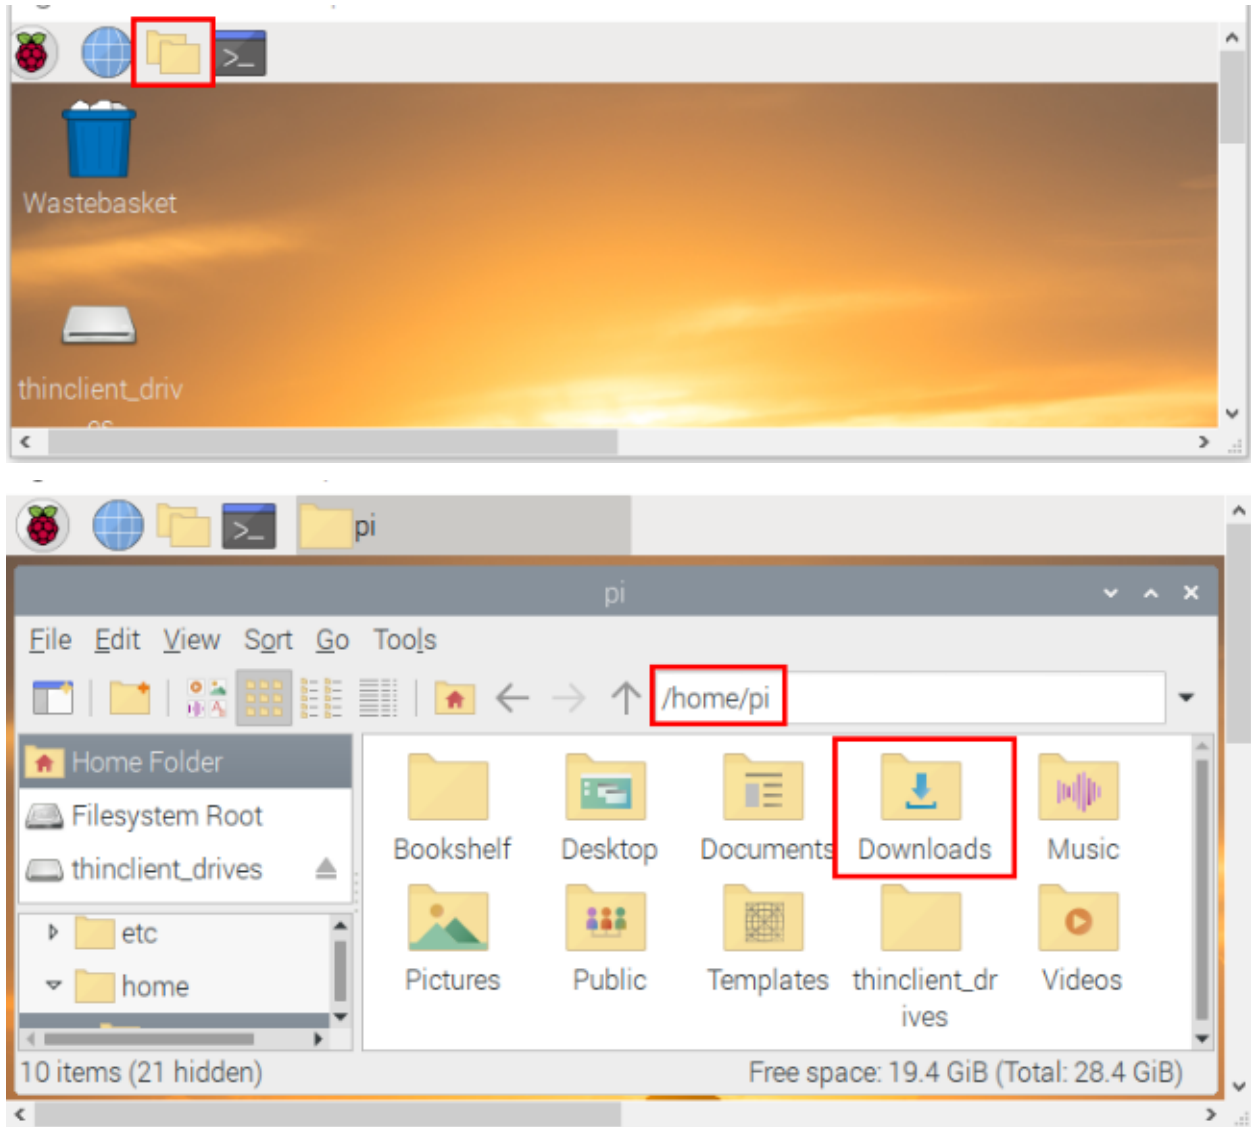 >_
Wastebasket
thinclient_driv
es
>_
pi
pi
File Edit View Sort Go Tools
/home/pi
Home Folder
Filesystem Root
thinclient_drives
etc
home
Bookshelf Desktop Documents Downloads Music
Pictures Public Templates thinclient_dr
ives
Videos
10 items (21 hidden)
Free space: 19.4 GiB (Total: 28.4 GiB)